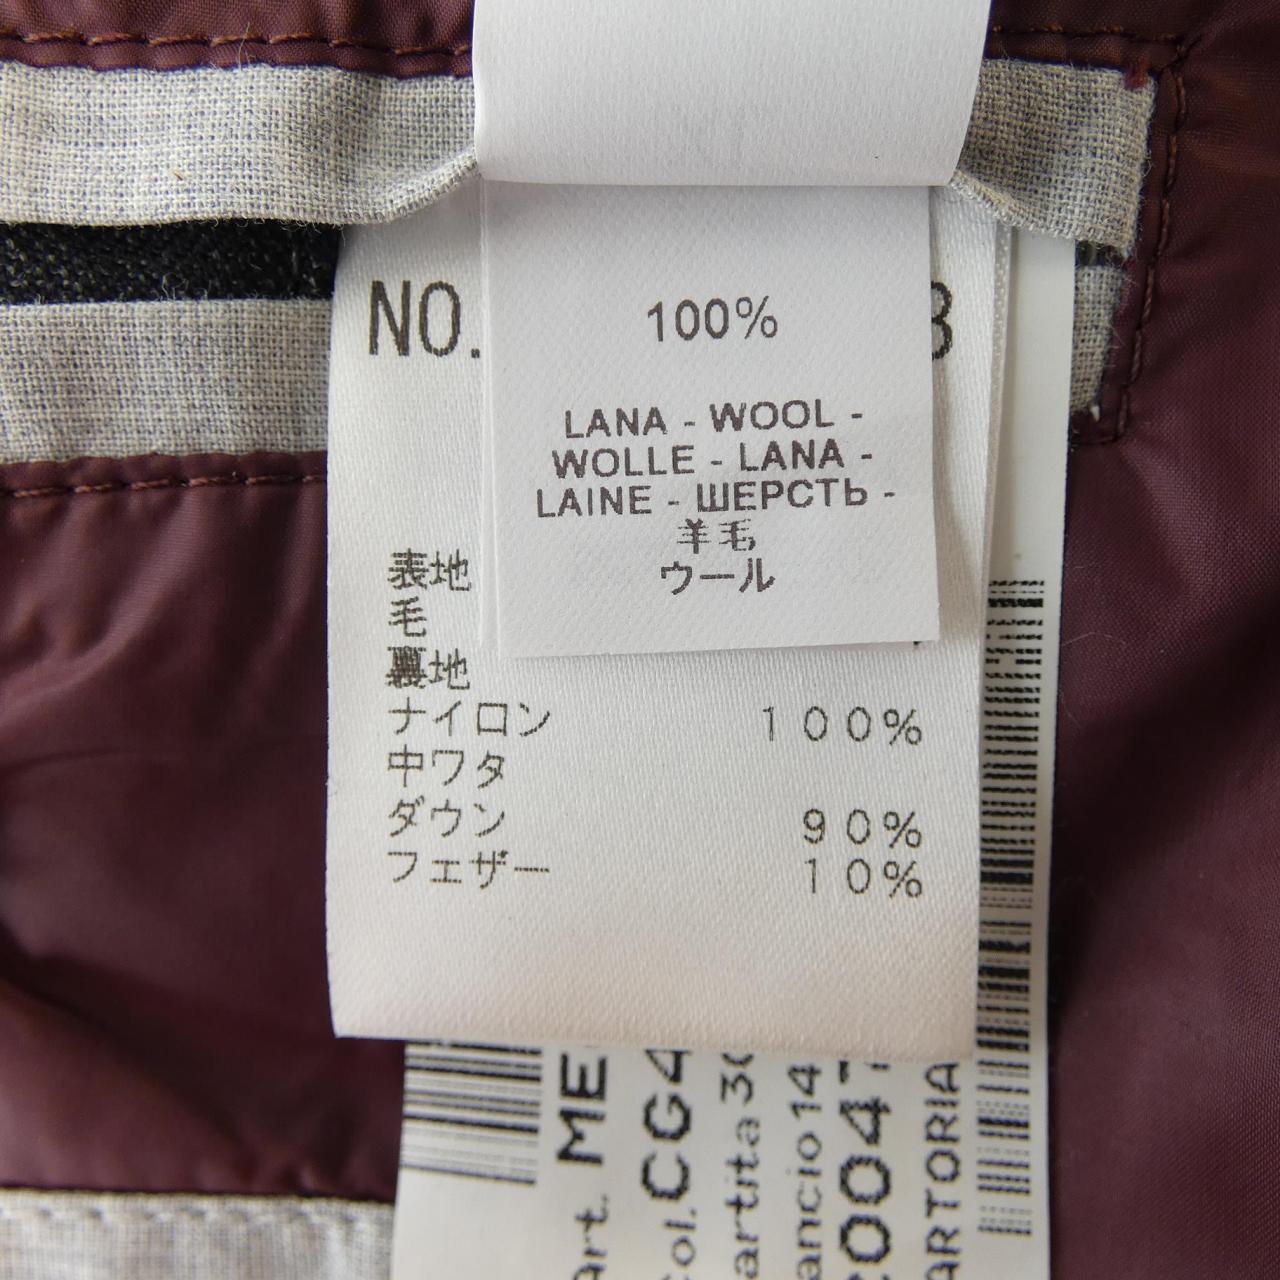 100%
LANA - WOOL -
WOLLE - LANA -
LAINE - ШЕРСТЬ -
羊毛
ウール
NO.
表地
毛
裏地
ナイロン 100%
中ワタ
ダウン 90%
フェザー 10%
art. ME
Col. CG4
artita 30
ancio 14
ARTORIA